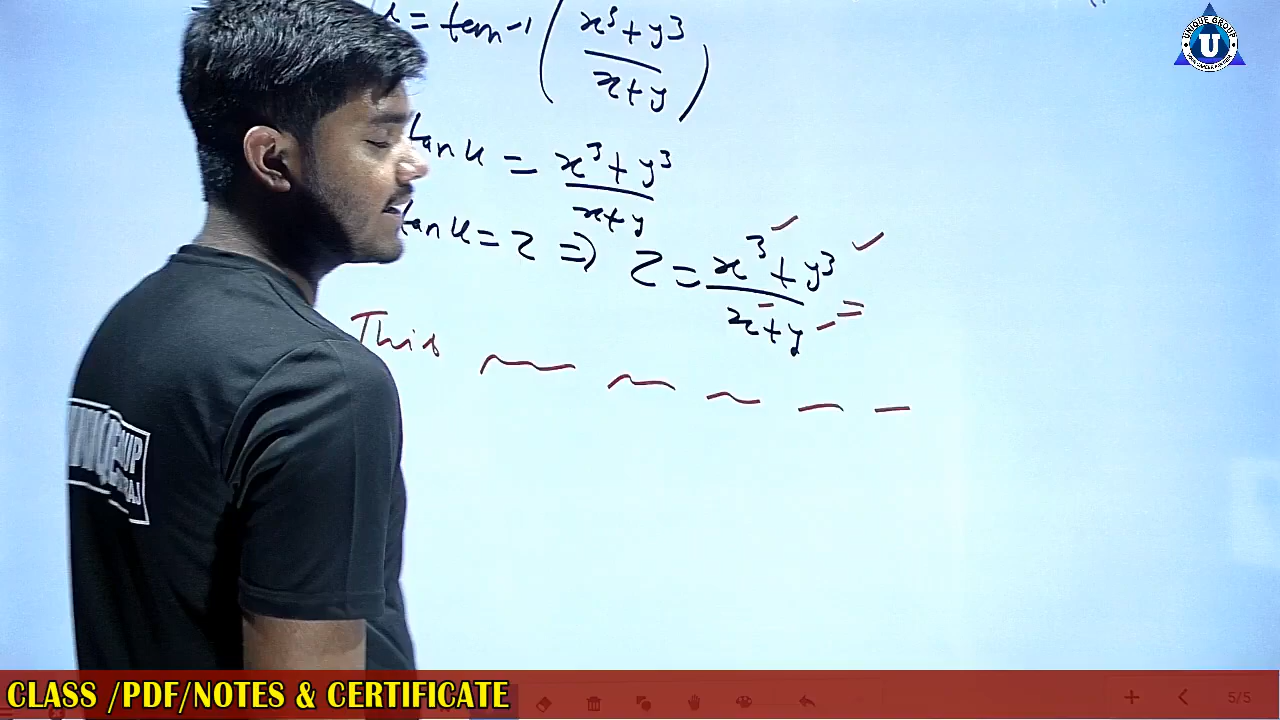 u = tan-1 ( x³+y3 / x+y )
U
tan u = x³+y³ / x+y
tan u = z => z = x³+y3 / x+y =
This
CLASS /PDF/NOTES & CERTIFICATE
5/5